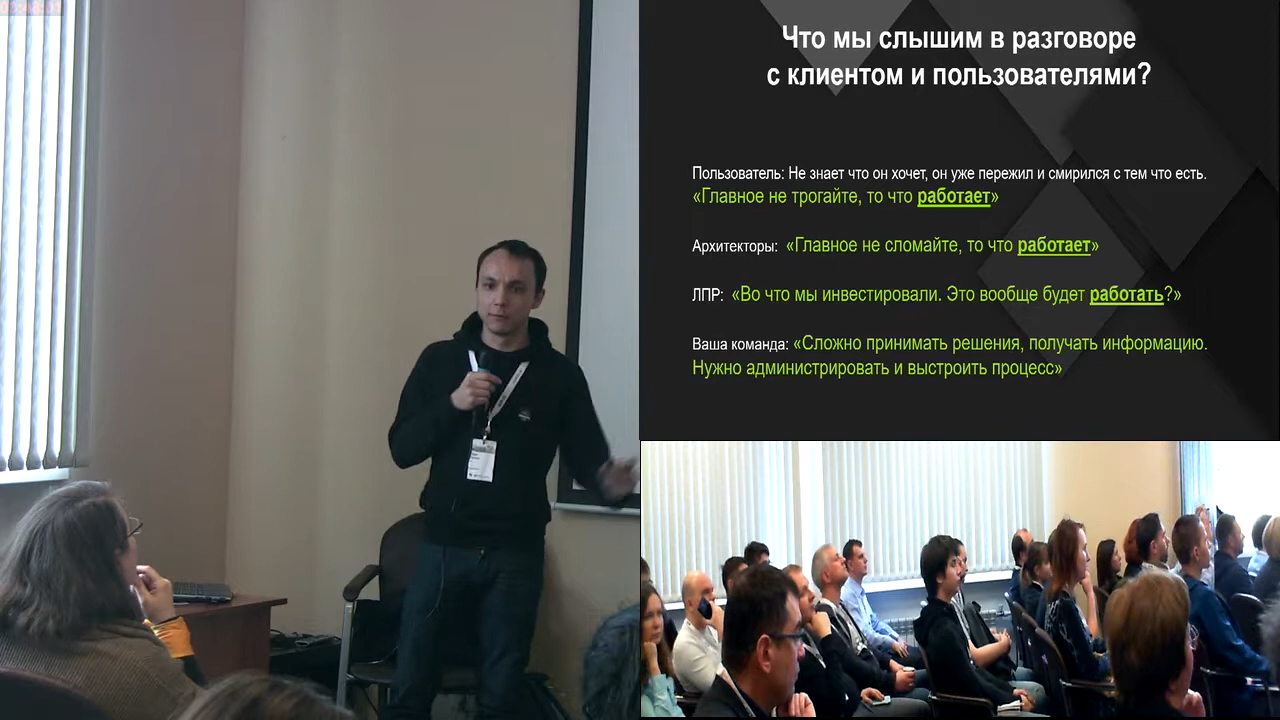 Что мы слышим в разговоре
с клиентом и пользователями?
Пользователь: Не знает что он хочет, он уже пережил и смирился с тем что есть.
«Главное не трогайте, то что работает»
Архитекторы: «Главное не сломайте, то что работает»
ЛПР: «Во что мы инвестировали. Это вообще будет работать?»
Ваша команда: «Сложно принимать решения, получать информацию.
Нужно администрировать и выстроить процесс»